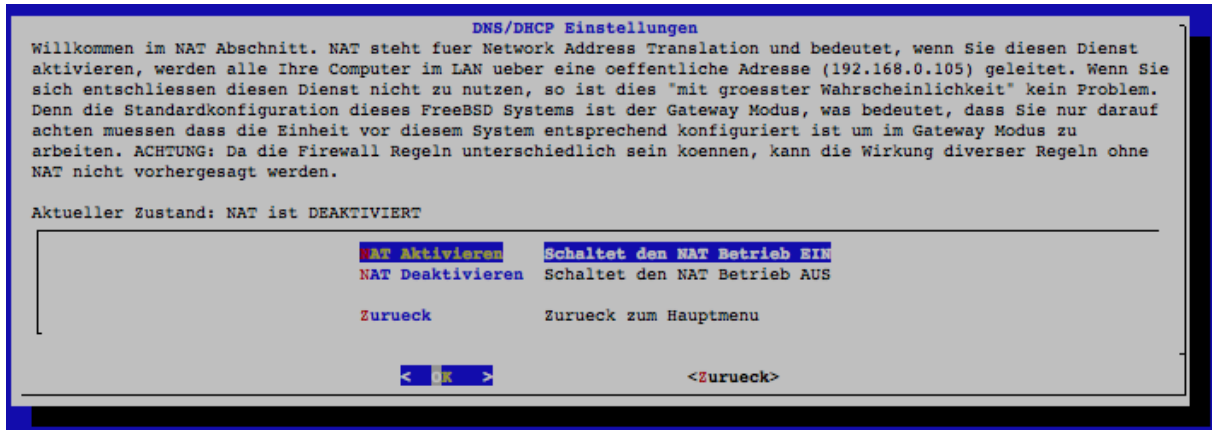 DNS/DHCP Einstellungen
Willkommen im NAT Abschnitt. NAT steht fuer Network Address Translation und bedeutet, wenn Sie diesen Dienst
aktivieren, werden alle Ihre Computer im LAN ueber eine oeffentliche Adresse (192.168.0.105) geleitet. Wenn Sie
sich entschliessen diesen Dienst nicht zu nutzen, so ist dies "mit groesster Wahrscheinlichkeit" kein Problem.
Denn die Standardkonfiguration dieses FreeBSD Systems ist der Gateway Modus, was bedeutet, dass Sie nur darauf
achten muessen dass die Einheit vor diesem System entsprechend konfiguriert ist um im Gateway Modus zu
arbeiten. ACHTUNG: Da die Firewall Regeln unterschiedlich sein koennen, kann die Wirkung diverser Regeln ohne
NAT nicht vorhergesagt werden.
Aktueller Zustand: NAT ist DEAKTIVIERT
NAT Aktivieren Schaltet den NAT Betrieb EIN
NAT Deaktivieren Schaltet den NAT Betrieb AUS
Zurueck Zurueck zum Hauptmenu
< OK > <Zurueck>